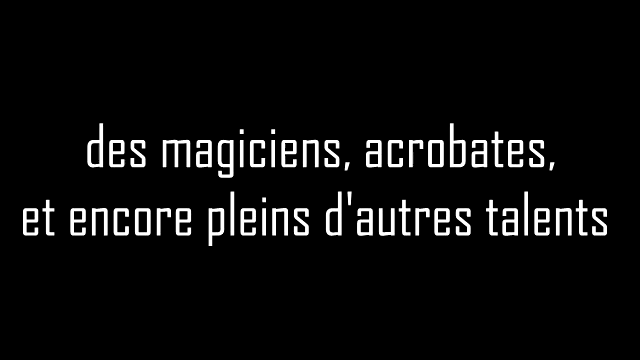 des magiciens, acrobates,
et encore pleins d'autres talents